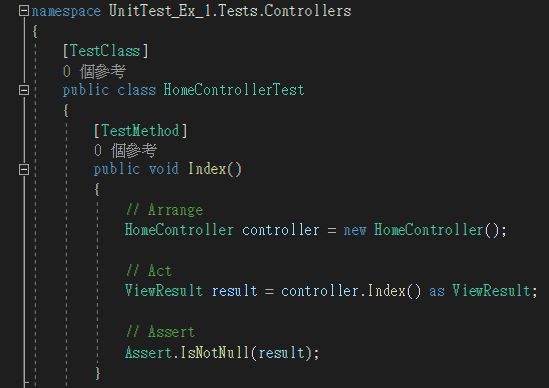 namespace UnitTest_Ex_1.Tests.Controllers
{
[TestClass]
0 個參考
public class HomeControllerTest
{
[TestMethod]
0 個參考
public void Index()
{
// Arrange
HomeController controller = new HomeController();
// Act
ViewResult result = controller.Index() as ViewResult;
// Assert
Assert.IsNotNull(result);
}